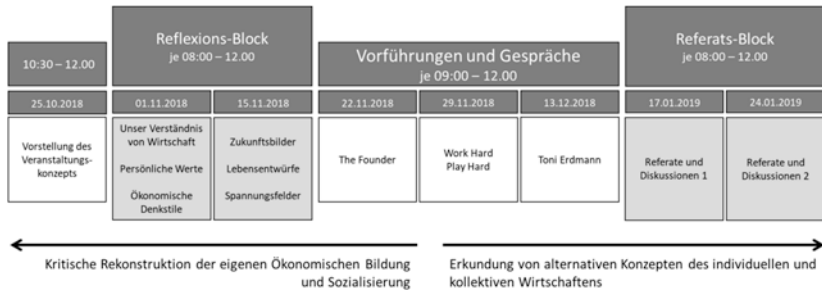 10:30 – 12.00
Reflexions-Block
je 08:00 – 12.00
Vorführungen und Gespräche
je 09:00 – 12.00
Referats-Block
je 08:00 – 12.00
25.10.2018
01.11.2018
15.11.2018
22.11.2018
29.11.2018
13.12.2018
17.01.2019
24.01.2019
Vorstellung des
Veranstaltungs-
konzepts
Unser Verständnis
von Wirtschaft
Persönliche Werte
Ökonomische
Denkstile
Zukunftsbilder
Lebensentwürfe
Spannungsfelder
The Founder
Work Hard
Play Hard
Toni Erdmann
Referate und
Diskussionen 1
Referate und
Diskussionen 2
Kritische Rekonstruktion der eigenen Ökonomischen Bildung
und Sozialisierung
Erkundung von alternativen Konzepten des individuellen und
kollektiven Wirtschaftens